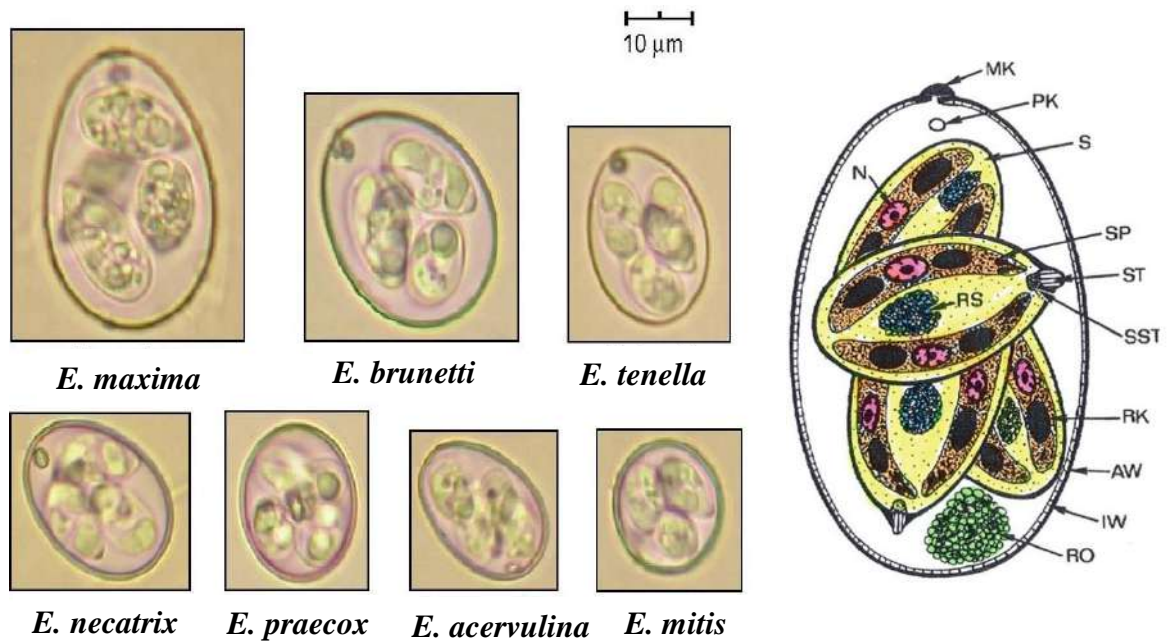 10 µm
E. maxima
E. brunetti
E. tenella
E. necatrix
E. praecox
E. acervulina
E. mitis
MK
PK
S
N
SP
ST
RS
SST
RK
AW
IW
RO